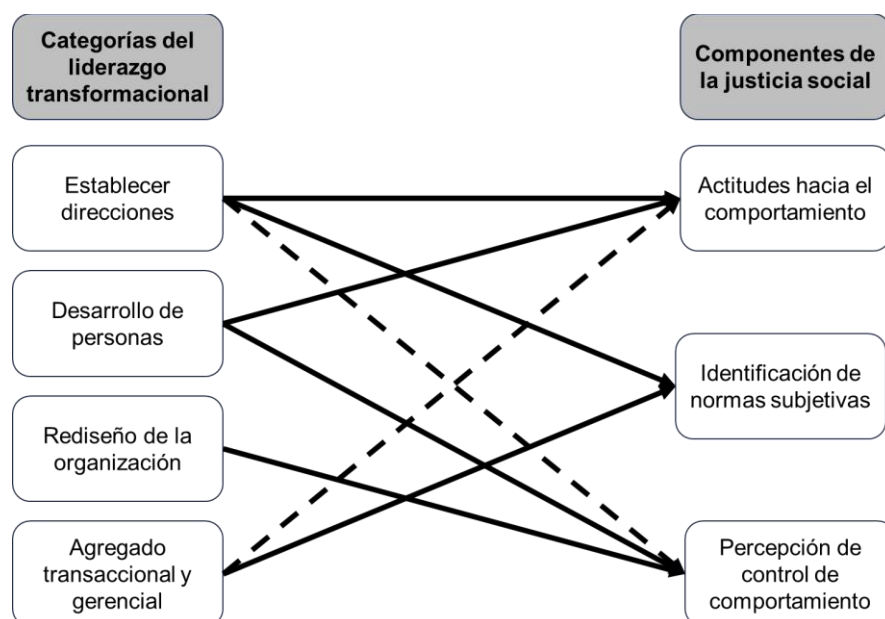 Categorías del
liderazgo
transformacional
Establecer
direcciones
Desarrollo de
personas
Rediseño de la
organización
Agregado
transaccional y
gerencial
Componentes de
la justicia social
Actitudes hacia el
comportamiento
Identificación de
normas subjetivas
Percepción de
control de
comportamiento